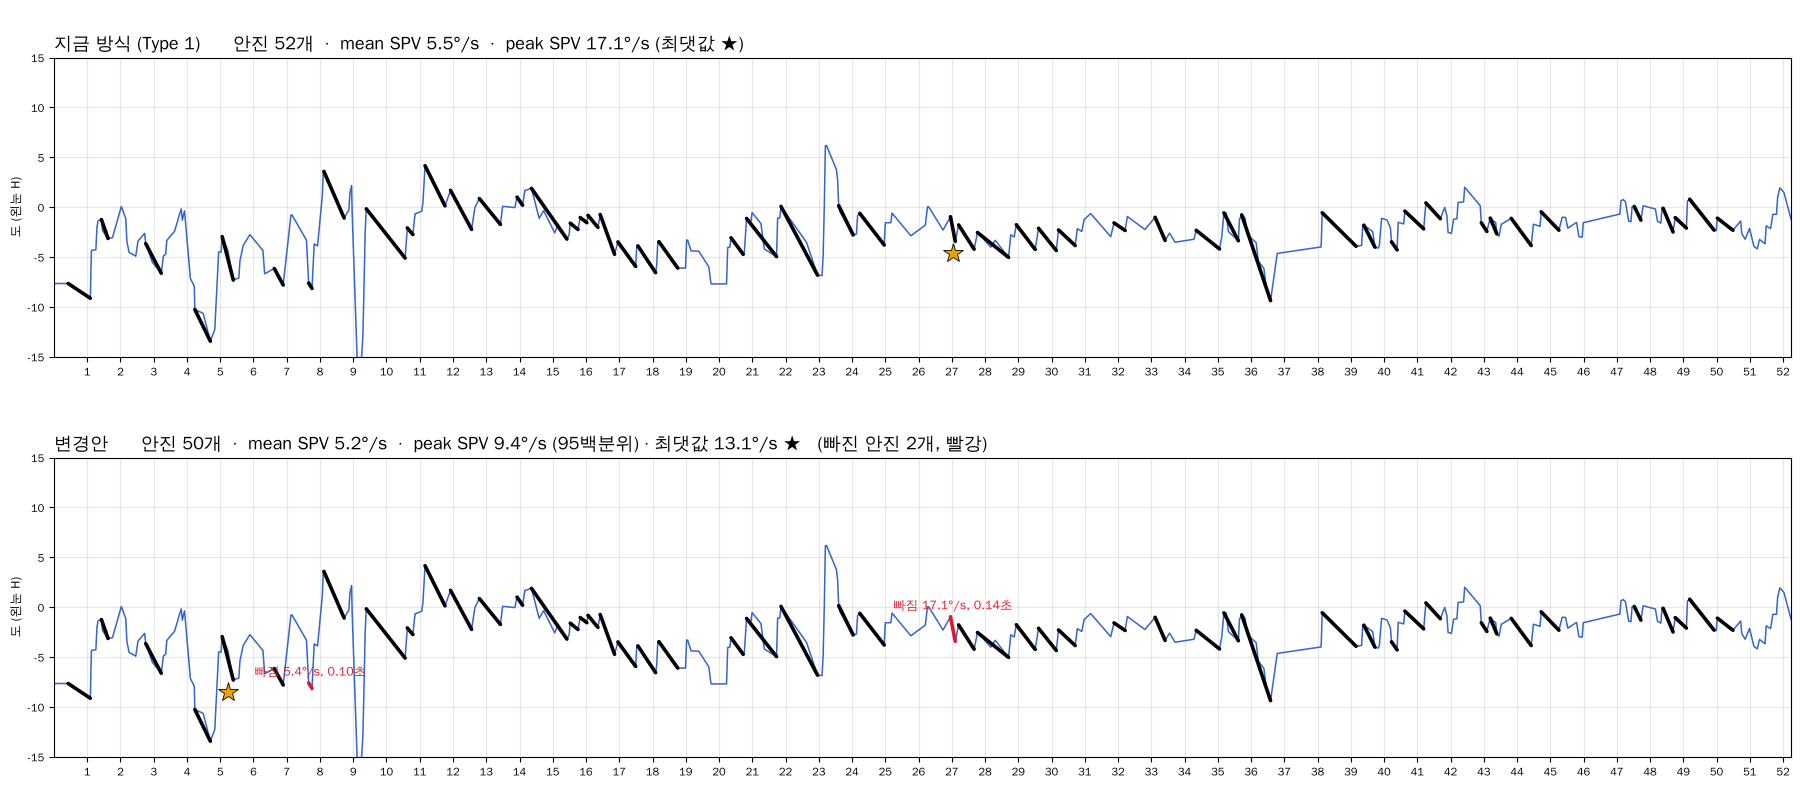 지금 방식 (Type 1)      안진 52개  ·  mean SPV 5.5°/s  ·  peak SPV 17.1°/s (최댓값 ★)
15
10
5
0
-5
-10
-15
도 (왼눈 H)
1 2 3 4 5 6 7 8 9 10 11 12 13 14 15 16 17 18 19 20 21 22 23 24 25 26 27 28 29 30 31 32 33 34 35 36 37 38 39 40 41 42 43 44 45 46 47 48 49 50 51 52
변경안      안진 50개  ·  mean SPV 5.2°/s  ·  peak SPV 9.4°/s (95백분위) · 최댓값 13.1°/s ★   (빠진 안진 2개, 빨강)
15
10
5
0
-5
-10
-15
도 (왼눈 H)
빠짐 17.1°/s, 0.14초
빠짐 5.4°/s, 0.10초
1 2 3 4 5 6 7 8 9 10 11 12 13 14 15 16 17 18 19 20 21 22 23 24 25 26 27 28 29 30 31 32 33 34 35 36 37 38 39 40 41 42 43 44 45 46 47 48 49 50 51 52